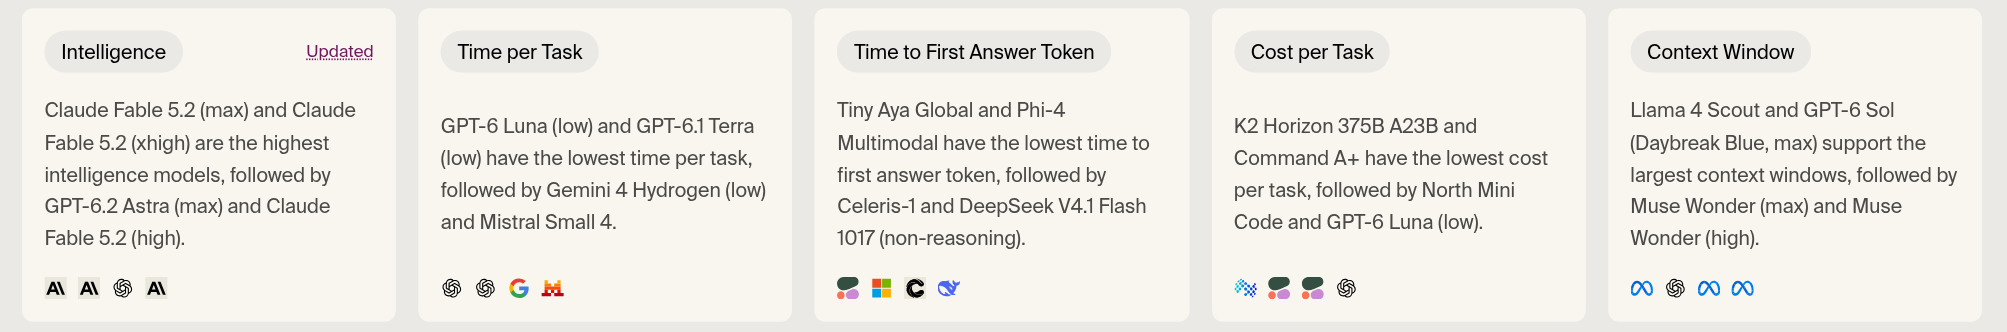 Intelligence
Updated
Claude Fable 5.2 (max) and Claude
Fable 5.2 (xhigh) are the highest
intelligence models, followed by
GPT-6.2 Astra (max) and Claude
Fable 5.2 (high).
Time per Task
GPT-6 Luna (low) and GPT-6.1 Terra
(low) have the lowest time per task,
followed by Gemini 4 Hydrogen (low)
and Mistral Small 4.
Time to First Answer Token
Tiny Aya Global and Phi-4
Multimodal have the lowest time to
first answer token, followed by
Celeris-1 and DeepSeek V4.1 Flash
1017 (non-reasoning).
Cost per Task
K2 Horizon 375B A23B and
Command A+ have the lowest cost
per task, followed by North Mini
Code and GPT-6 Luna (low).
Context Window
Llama 4 Scout and GPT-6 Sol
(Daybreak Blue, max) support the
largest context windows, followed by
Muse Wonder (max) and Muse
Wonder (high).